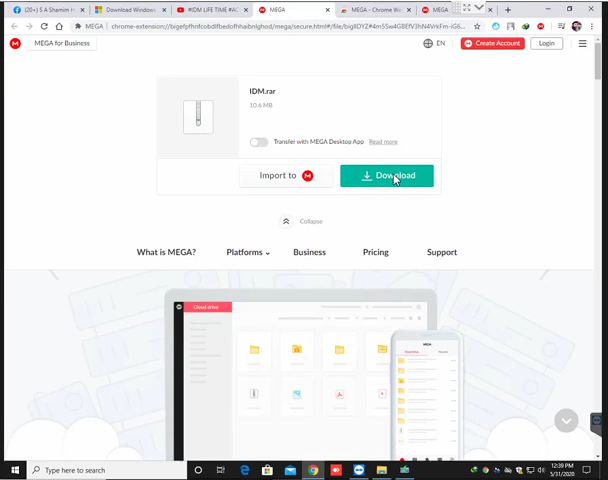 (20+) S A Shamim H
Download Windows
#IDM LIFE TIME #A
MEGA
MEGA - Chrome We
MEGA
MEGA
MEGA for Business
EN
Create Account
Login
IDM.rar
10.6 MB
Transfer with MEGA Desktop App
Read more
Import to
Download
Collapse
What is MEGA?
Platforms
Business
Pricing
Support
Cloud drive
MEGA
Type here to search
12:39 PM
5/31/2020